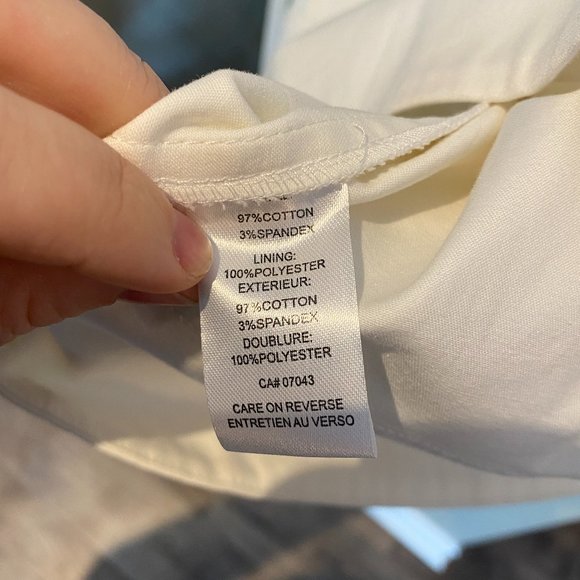 97%COTTON
3%SPANDEX
LINING:
100%POLYESTER
EXTERIEUR:
97%COTTON
3%SPANDEX
DOUBLURE:
100%POLYESTER
CA# 07043
CARE ON REVERSE
ENTRETIEN AU VERSO